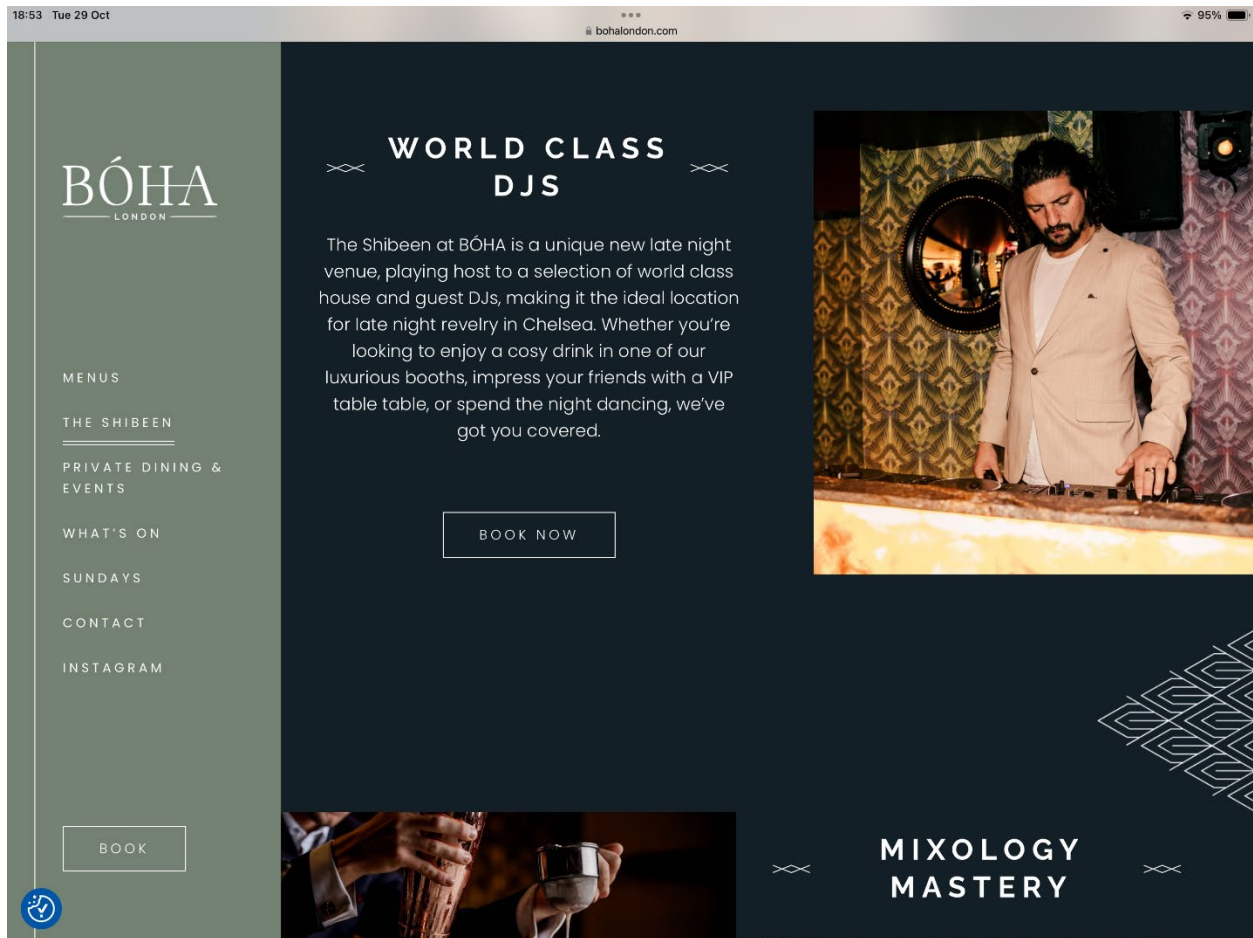 18:53 Tue 29 Oct
bohalondon.com
95%
BÓHA
LONDON
MENUS
THE SHIBEEN
PRIVATE DINING &
EVENTS
WHAT'S ON
SUNDAYS
CONTACT
INSTAGRAM
BOOK
WORLD CLASS
DJS
The Shibeen at BÓHA is a unique new late night
venue, playing host to a selection of world class
house and guest DJs, making it the ideal location
for late night revelry in Chelsea. Whether you're
looking to enjoy a cosy drink in one of our
luxurious booths, impress your friends with a VIP
table table, or spend the night dancing, we've
got you covered.
BOOK NOW
MIXOLOGY
MASTERY